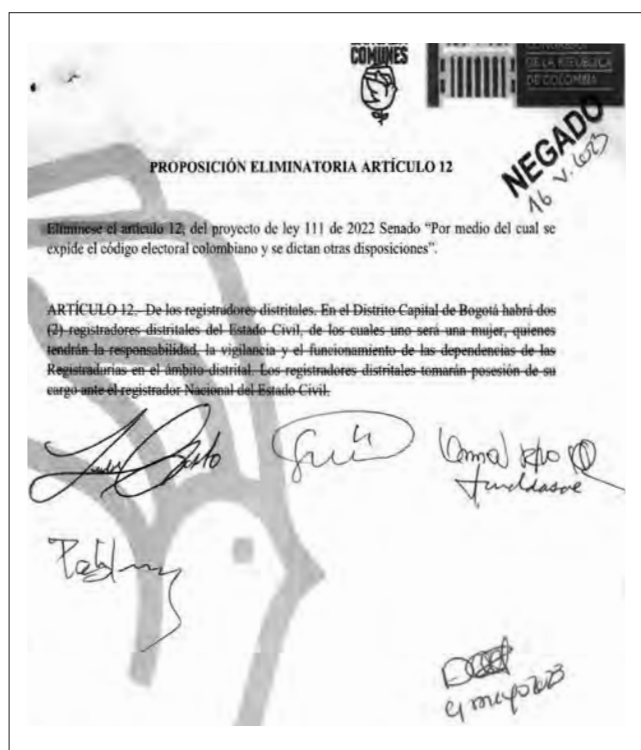 COMUNES
CONGRESO
DE LA REPÚBLICA
DE COLOMBIA
NEGADO
16 V. 2023
PROPOSICIÓN ELIMINATORIA ARTÍCULO 12
Elimínese el artículo 12, del proyecto de ley 111 de 2022 Senado “Por medio del cual se
expide el código electoral colombiano y se dictan otras disposiciones”.
ARTÍCULO 12.- De los registradores distritales. En el Distrito Capital de Bogotá habrá dos
(2) registradores distritales del Estado Civil, de los cuales uno será una mujer, quienes
tendrán la responsabilidad, la vigilancia y el funcionamiento de las dependencias de las
Registradurías en el ámbito distrital. Los registradores distritales tomarán posesión de su
cargo ante el registrador Nacional del Estado Civil.
mayo 2023